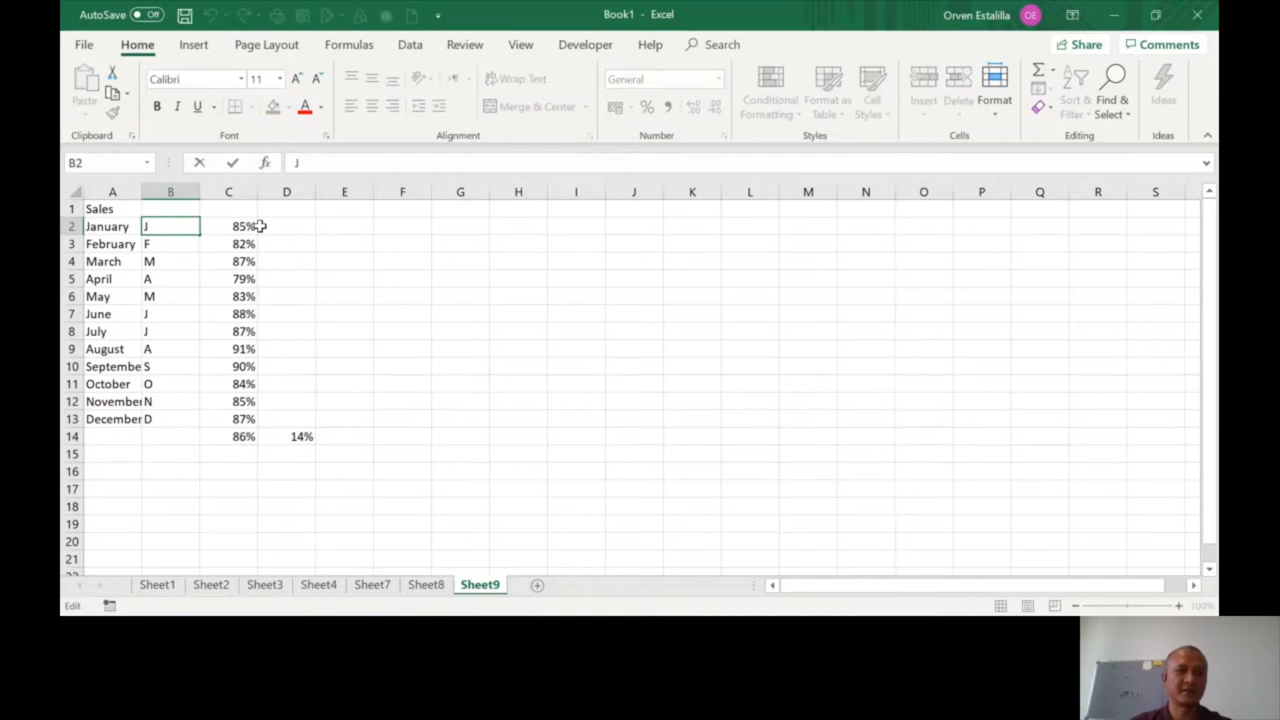 AutoSave Off Book1 - Excel Orven Estalilla OE
File Home Insert Page Layout Formulas Data Review View Developer Help Search Share Comments
Calibri 11 Wrap Text General
Paste B I U A Merge & Center % Conditional Formatting Format as Table Cell Styles Insert Delete Format Sort & Filter Find & Select Ideas
Clipboard Font Alignment Number Styles Cells Editing Ideas
B2 fx J
A B C D E F G H I J K L M N O P Q R S
1 Sales
2 January J 85%
3 February F 82%
4 March M 87%
5 April A 79%
6 May M 83%
7 June J 88%
8 July J 87%
9 August A 91%
10 Septembe S 90%
11 October O 84%
12 November N 85%
13 December D 87%
14 86% 14%
15
16
17
18
19
20
21
Sheet1 Sheet2 Sheet3 Sheet4 Sheet7 Sheet8 Sheet9
Edit 100%